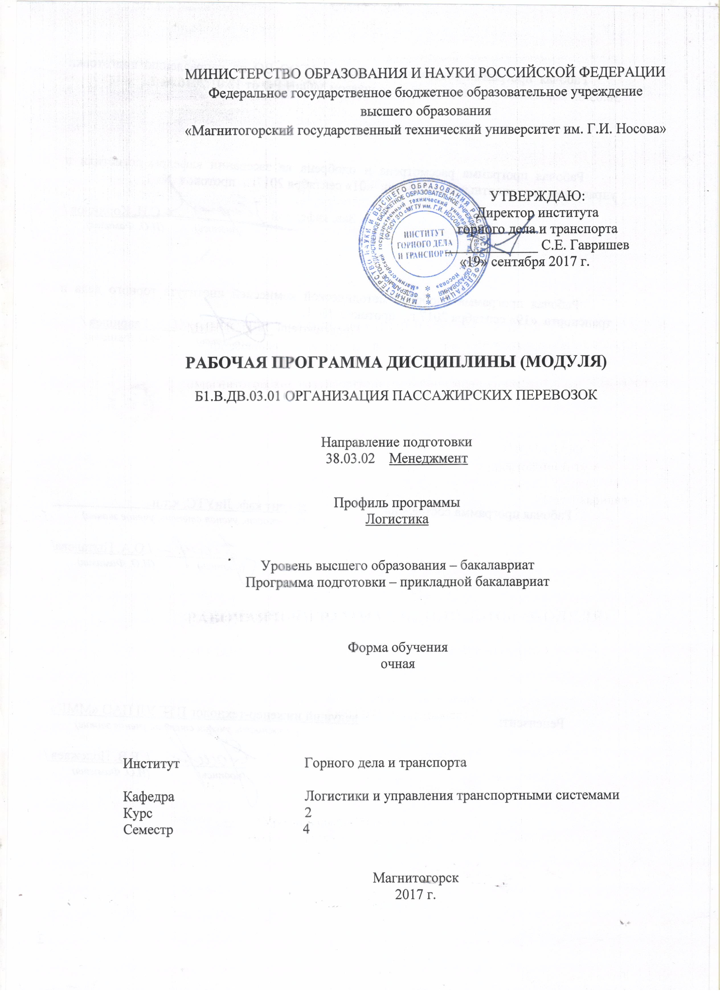 МИНИСТЕРСТВО ОБРАЗОВАНИЯ И НАУКИ РОССИЙСКОЙ ФЕДЕРАЦИИ
Федеральное государственное бюджетное образовательное учреждение
высшего образования
«Магнитогорский государственный технический университет им. Г.И. Носова»
УТВЕРЖДАЮ:
Директор института
горного дела и транспорта
С.Е. Гавришев
«19» сентября 2017 г.
ИНСТИТУТ
ГОРНОГО ДЕЛА
И ТРАНСПОРТА
РАБОЧАЯ ПРОГРАММА ДИСЦИПЛИНЫ (МОДУЛЯ)
Б1.В.ДВ.03.01 ОРГАНИЗАЦИЯ ПАССАЖИРСКИХ ПЕРЕВОЗОК
Направление подготовки
38.03.02 Менеджмент
Профиль программы
Логистика
Уровень высшего образования – бакалавриат
Программа подготовки – прикладной бакалавриат
Форма обучения
очная
Институт Горного дела и транспорта
Кафедра Логистики и управления транспортными системами
Курс 2
Семестр 4
Магнитогорск
2017 г.